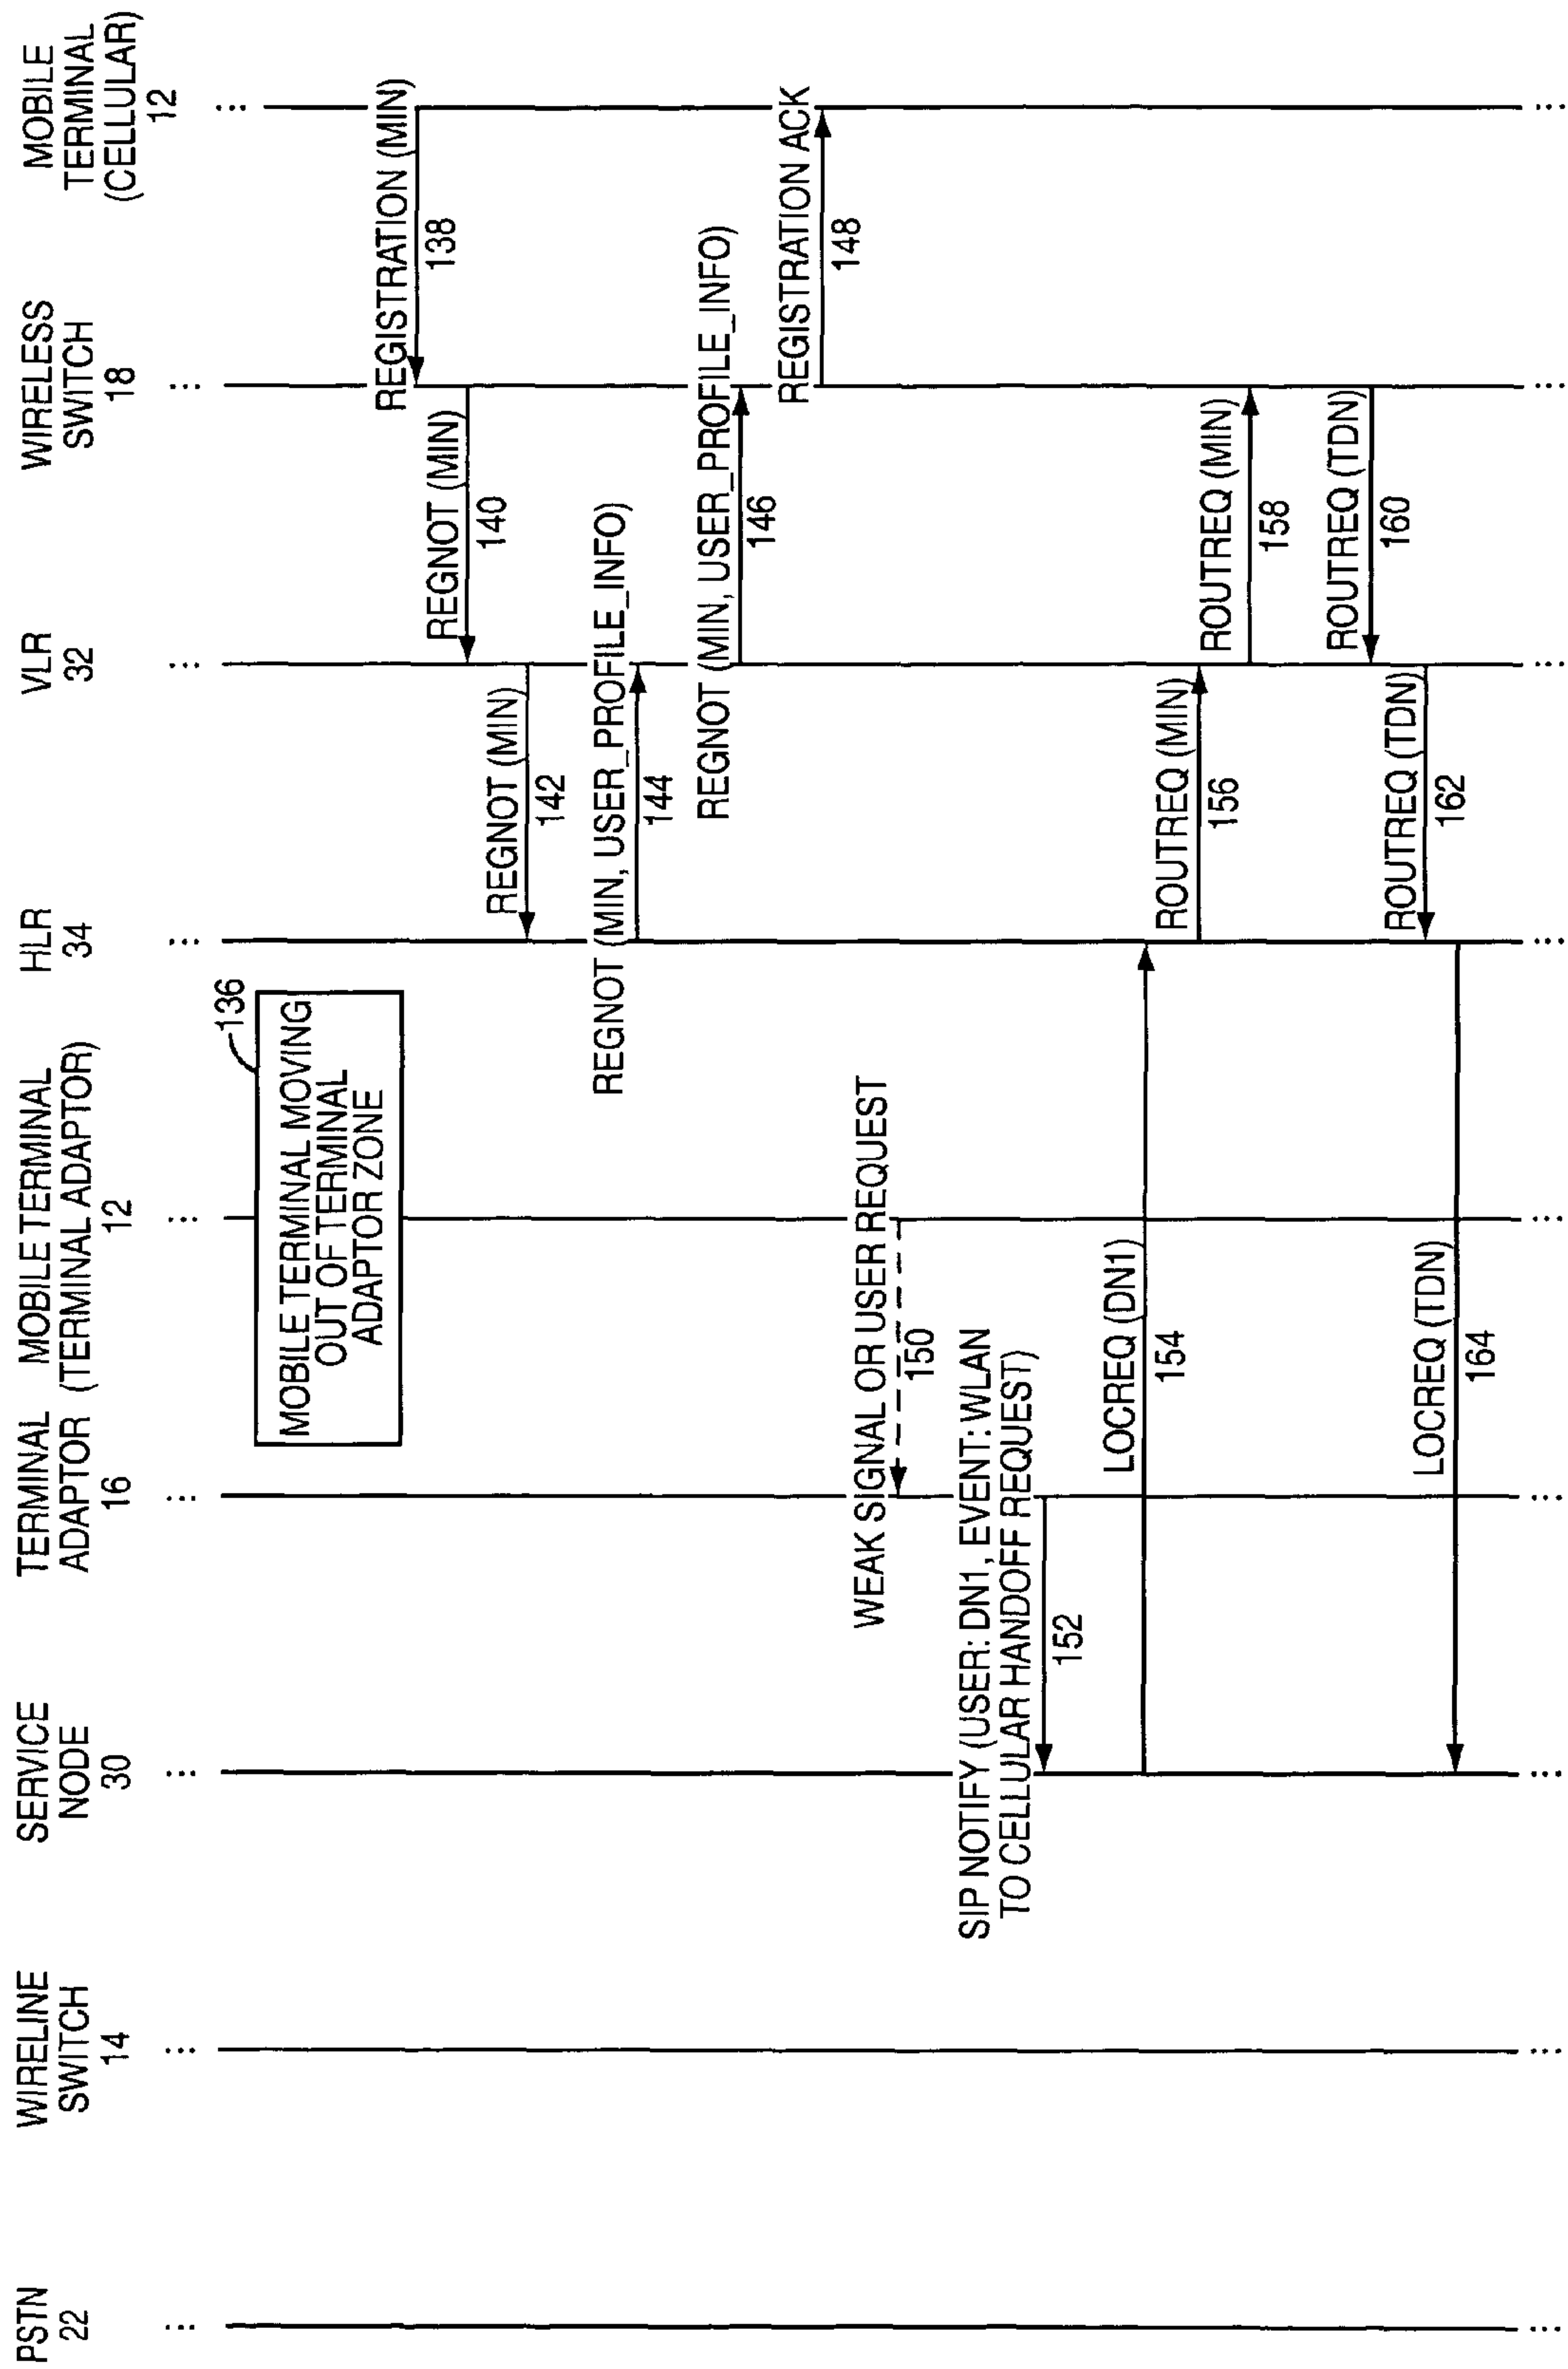 PSTN
22
WIRELINE
SWITCH
14
SERVICE
NODE
30
TERMINAL
ADAPTOR
16
MOBILE TERMINAL
(TERMINAL ADAPTOR)
12
HLR
34
VLR
32
WIRELESS
SWITCH
18
MOBILE
TERMINAL
(CELLULAR)
12
136
MOBILE TERMINAL MOVING
OUT OF TERMINAL
ADAPTOR ZONE
REGISTRATION (MIN)
138
REGNOT (MIN)
140
REGNOT (MIN)
142
REGNOT (MIN, USER_PROFILE_INFO)
144
REGNOT (MIN, USER_PROFILE_INFO)
146
REGISTRATION ACK
148
WEAK SIGNAL OR USER REQUEST
150
SIP NOTIFY (USER: DN1, EVENT: WLAN
TO CELLULAR HANDOFF REQUEST)
152
LOCREQ (DN1)
154
ROUTREQ (MIN)
156
ROUTREQ (MIN)
158
ROUTREQ (TDN)
160
ROUTREQ (TDN)
162
LOCREQ (TDN)
164